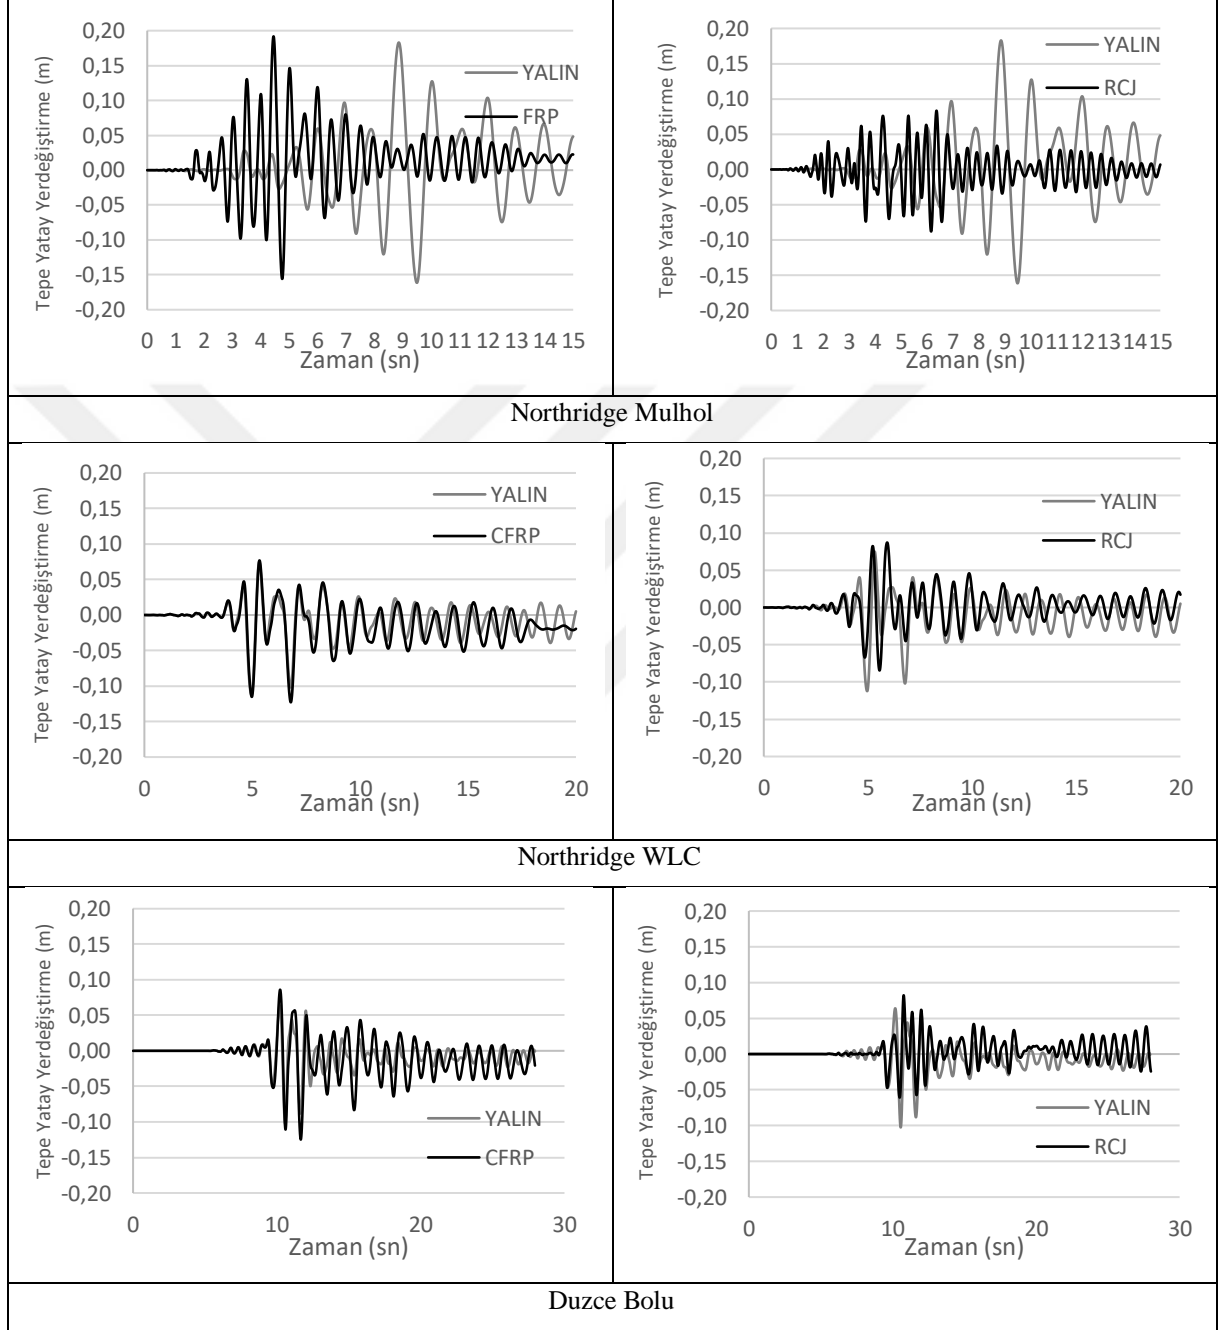 0,20
0,15
0,10
0,05
0,00
-0,05
-0,10
-0,15
-0,20
Tepe Yatay Yerdeğiştirme (m)
YALIN
FRP
0 1 2 3 4 5 6 7 8 9 10 11 12 13 14 15
Zaman (sn)
0,20
0,15
0,10
0,05
0,00
-0,05
-0,10
-0,15
-0,20
Tepe Yatay Yerdeğiştirme (m)
YALIN
RCJ
0 1 2 3 4 5 6 7 8 9 10 11 12 13 14 15
Zaman (sn)
Northridge Mulhol
0,20
0,15
0,10
0,05
0,00
-0,05
-0,10
-0,15
-0,20
Tepe Yatay Yerdeğiştirme (m)
YALIN
CFRP
0 5 10 15 20
Zaman (sn)
0,20
0,15
0,10
0,05
0,00
-0,05
-0,10
-0,15
-0,20
Tepe Yatay Yerdeğiştirme (m)
YALIN
RCJ
0 5 10 15 20
Zaman (sn)
Northridge WLC
0,20
0,15
0,10
0,05
0,00
-0,05
-0,10
-0,15
-0,20
Tepe Yatay Yerdeğiştirme (m)
YALIN
CFRP
0 10 20 30
Zaman (sn)
0,20
0,15
0,10
0,05
0,00
-0,05
-0,10
-0,15
-0,20
Tepe Yatay Yerdeğiştirme (m)
YALIN
RCJ
0 10 20 30
Zaman (sn)
Duzce Bolu